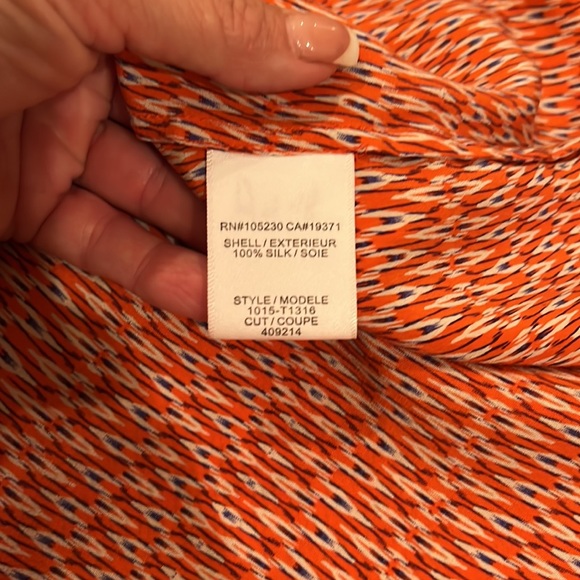 RN#105230 CA#19371
SHELL / EXTERIEUR
100% SILK / SOIE
STYLE / MODELE
1015-T1316
CUT / COUPE
409214